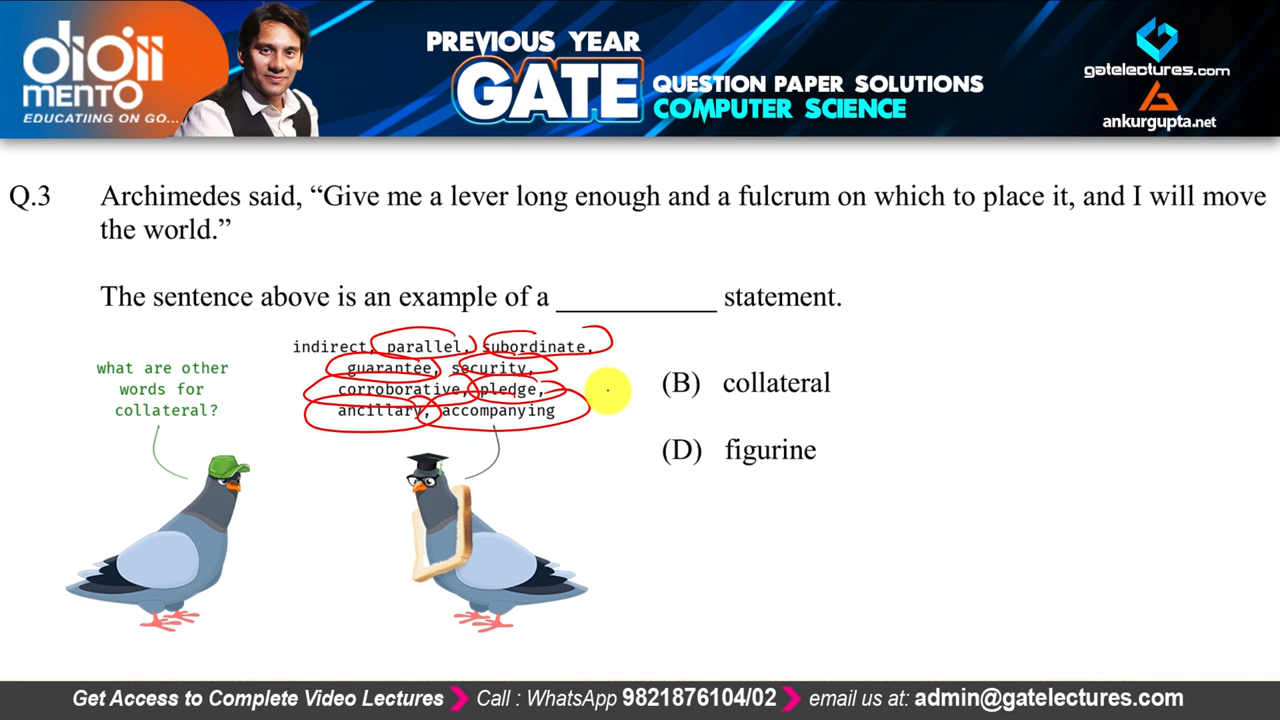 digii
mento
EDUCATIING ON GO...
PREVIOUS YEAR
GATE
QUESTION PAPER SOLUTIONS
COMPUTER SCIENCE
gatelectures.com
ankurgupta.net
Q.3 Archimedes said, “Give me a lever long enough and a fulcrum on which to place it, and I will move
the world.”
The sentence above is an example of a ___________ statement.
what are other
words for
collateral?
indirect, parallel, subordinate,
guarantee, security,
corroborative, pledge,
ancillary, accompanying
(B) collateral
(D) figurine
Get Access to Complete Video Lectures Call : WhatsApp 9821876104/02 email us at: admin@gatelectures.com